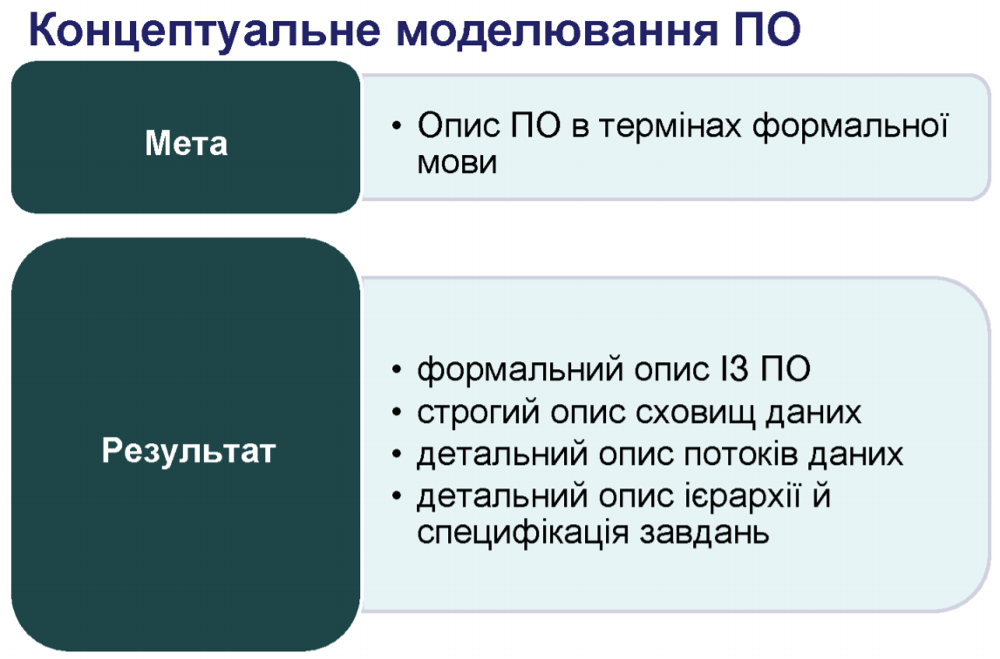 Концептуальне моделювання ПО
Мета
• Опис ПО в термінах формальної
мови
Результат
• формальний опис ІЗ ПО
• строгий опис сховищ даних
• детальний опис потоків даних
• детальний опис ієрархії й
специфікація завдань